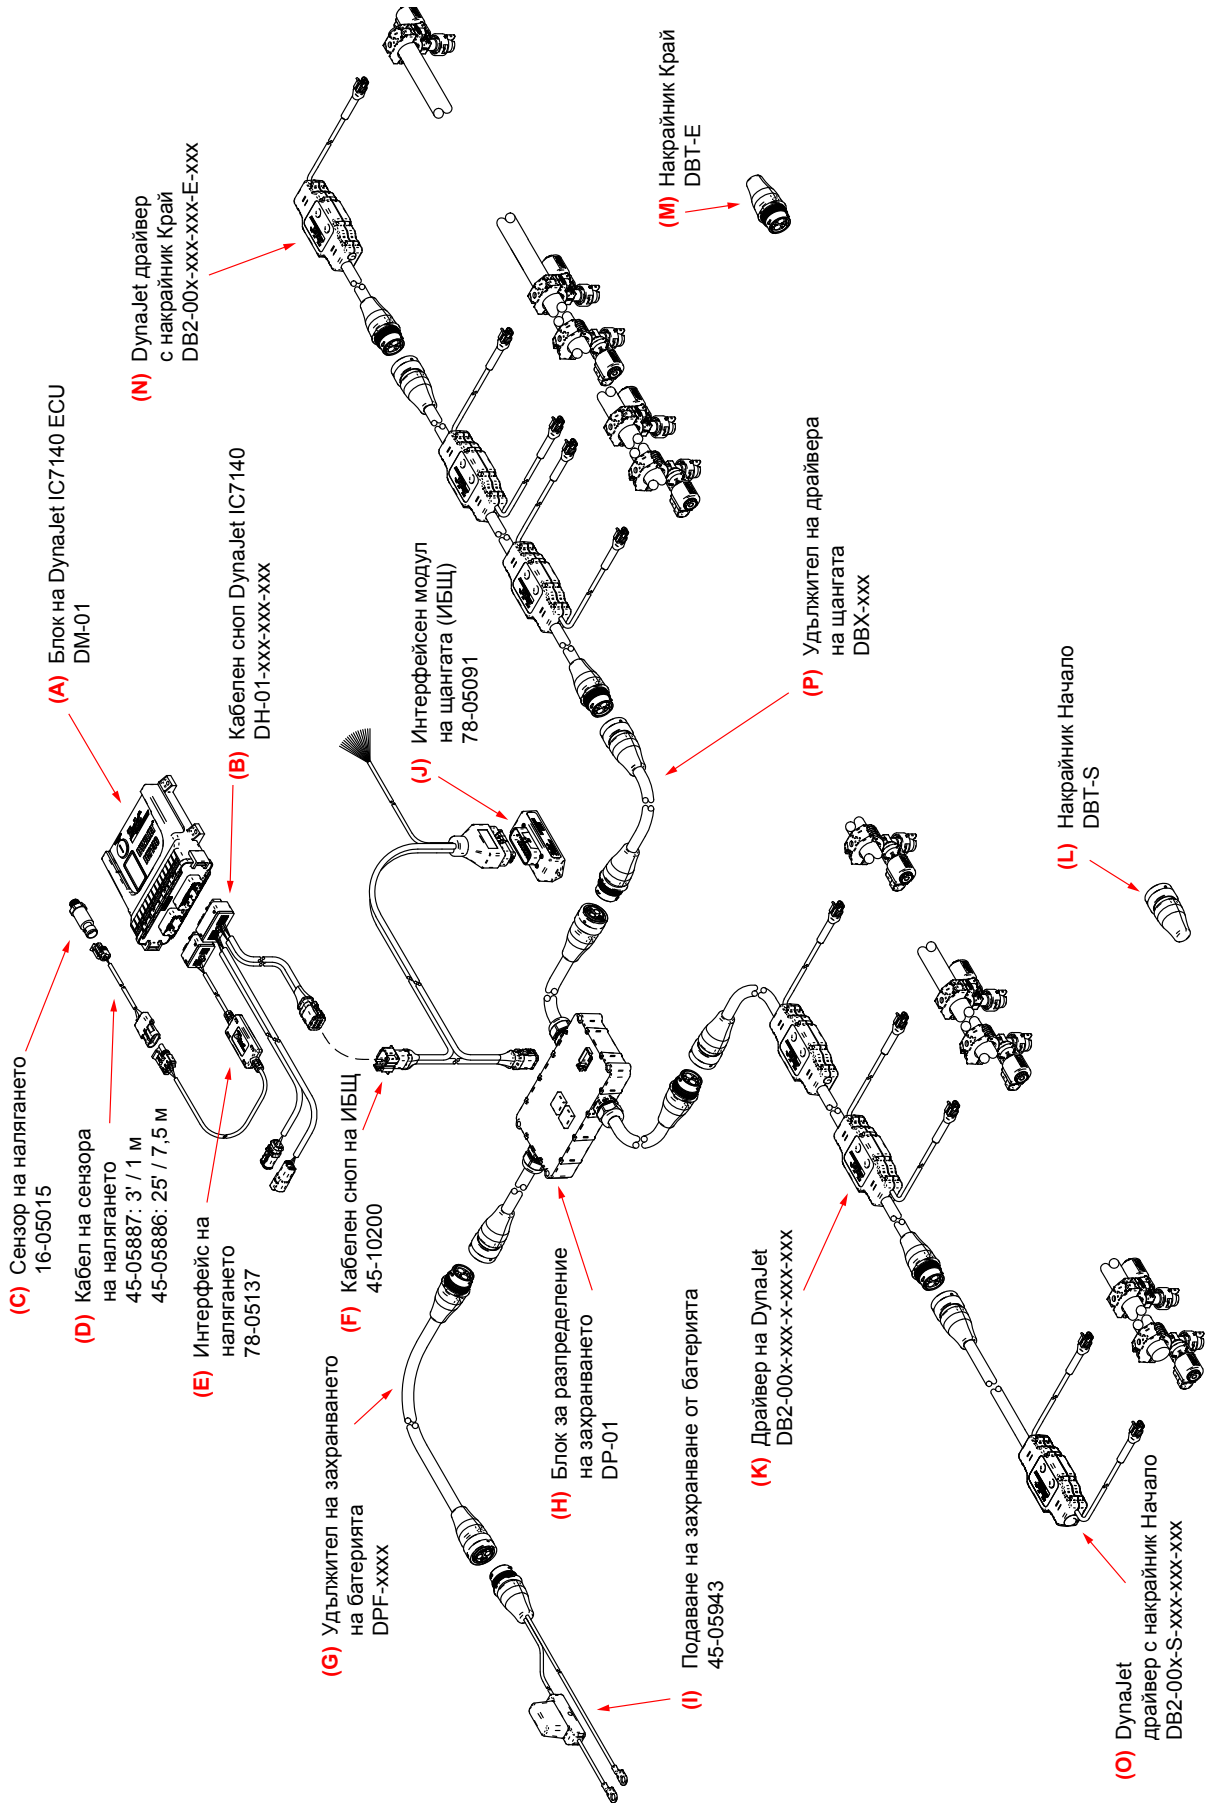 (A) Блок на DynaJet IC7140 ECU
DM-01
(B) Кабелен сноп DynaJet IC7140
DH-01-xxx-xxx-xxx
(C) Сензор на налягането
16-05015
(D) Кабел на сензора
на налягането
45-05887: 3' / 1 м
45-05886: 25' / 7,5 м
(E) Интерфейс на
налягането
78-05137
(F) Кабелен сноп на ИБЩ
45-10200
(G) Удължител на захранването
на батерията
DPF-xxxx
(H) Блок за разпределение
на захранването
DP-01
(I) Подаване на захранване от батерията
45-05943
(J) Интерфейсен модул
на щангата (ИБЩ)
78-05091
(K) Драйвер на DynaJet
DB2-00x-xxx-x-xxx-xxx
(L) Накрайник Начало
DBT-S
(M) Накрайник Край
DBT-E
(N) DynaJet драйвер
с накрайник Край
DB2-00x-xxx-xxx-E-xxx
(O) DynaJet
драйвер с накрайник Начало
DB2-00x-S-xxx-xxx-xxx
(P) Удължител на драйвера
на щангата
DBX-xxx